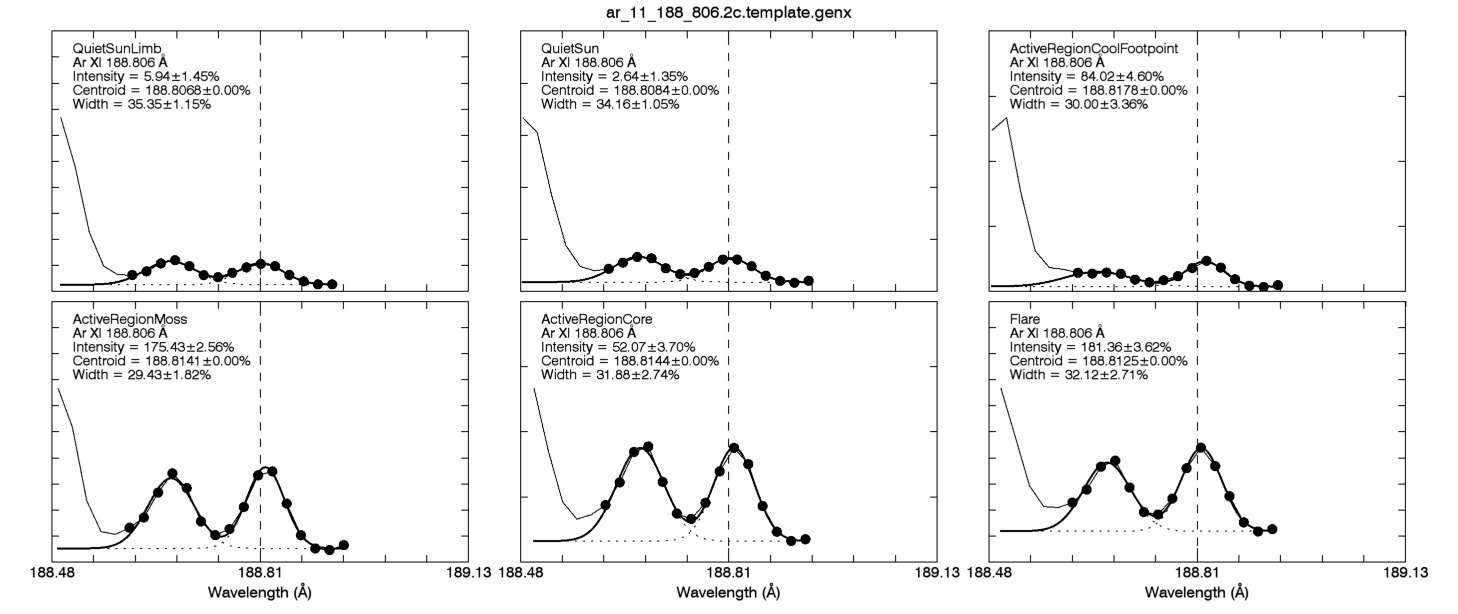 ar_11_188_806.2c.template.genx
QuietSunLimb
Ar XI 188.806 Å
Intensity = 5.94±1.45%
Centroid = 188.8068±0.00%
Width = 35.35±1.15%
QuietSun
Ar XI 188.806 Å
Intensity = 2.64±1.35%
Centroid = 188.8084±0.00%
Width = 34.16±1.05%
ActiveRegionCoolFootpoint
Ar XI 188.806 Å
Intensity = 84.02±4.60%
Centroid = 188.8178±0.00%
Width = 30.00±3.36%
ActiveRegionMoss
Ar XI 188.806 Å
Intensity = 175.43±2.56%
Centroid = 188.8141±0.00%
Width = 29.43±1.82%
ActiveRegionCore
Ar XI 188.806 Å
Intensity = 52.07±3.70%
Centroid = 188.8144±0.00%
Width = 31.88±2.74%
Flare
Ar XI 188.806 Å
Intensity = 181.36±3.62%
Centroid = 188.8125±0.00%
Width = 32.12±2.71%
188.48 188.81 189.13 188.48 188.81 189.13 188.48 188.81 189.13
Wavelength (Å) Wavelength (Å) Wavelength (Å)